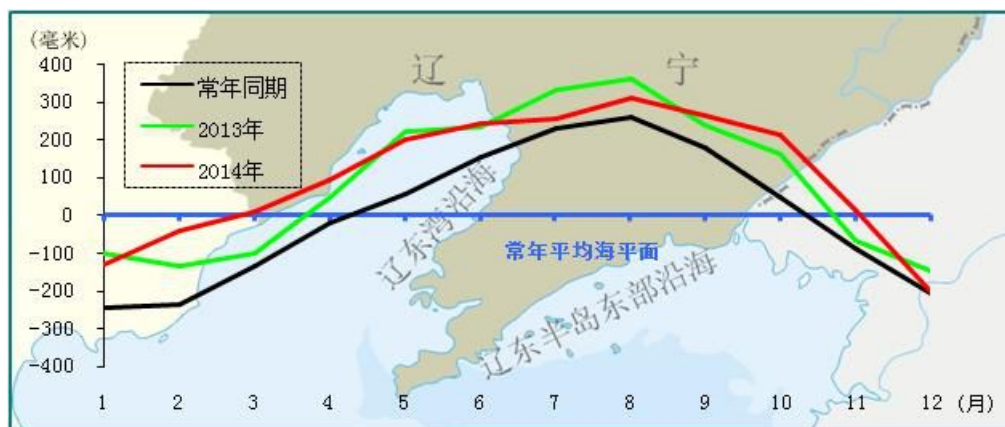 (毫米)
400
300
200
100
0
-100
-200
-300
-400
常年同期
2013年
2014年
辽 宁
辽东湾沿海
常年平均海平面
辽东半岛东部沿海
1 2 3 4 5 6 7 8 9 10 11 12 (月)